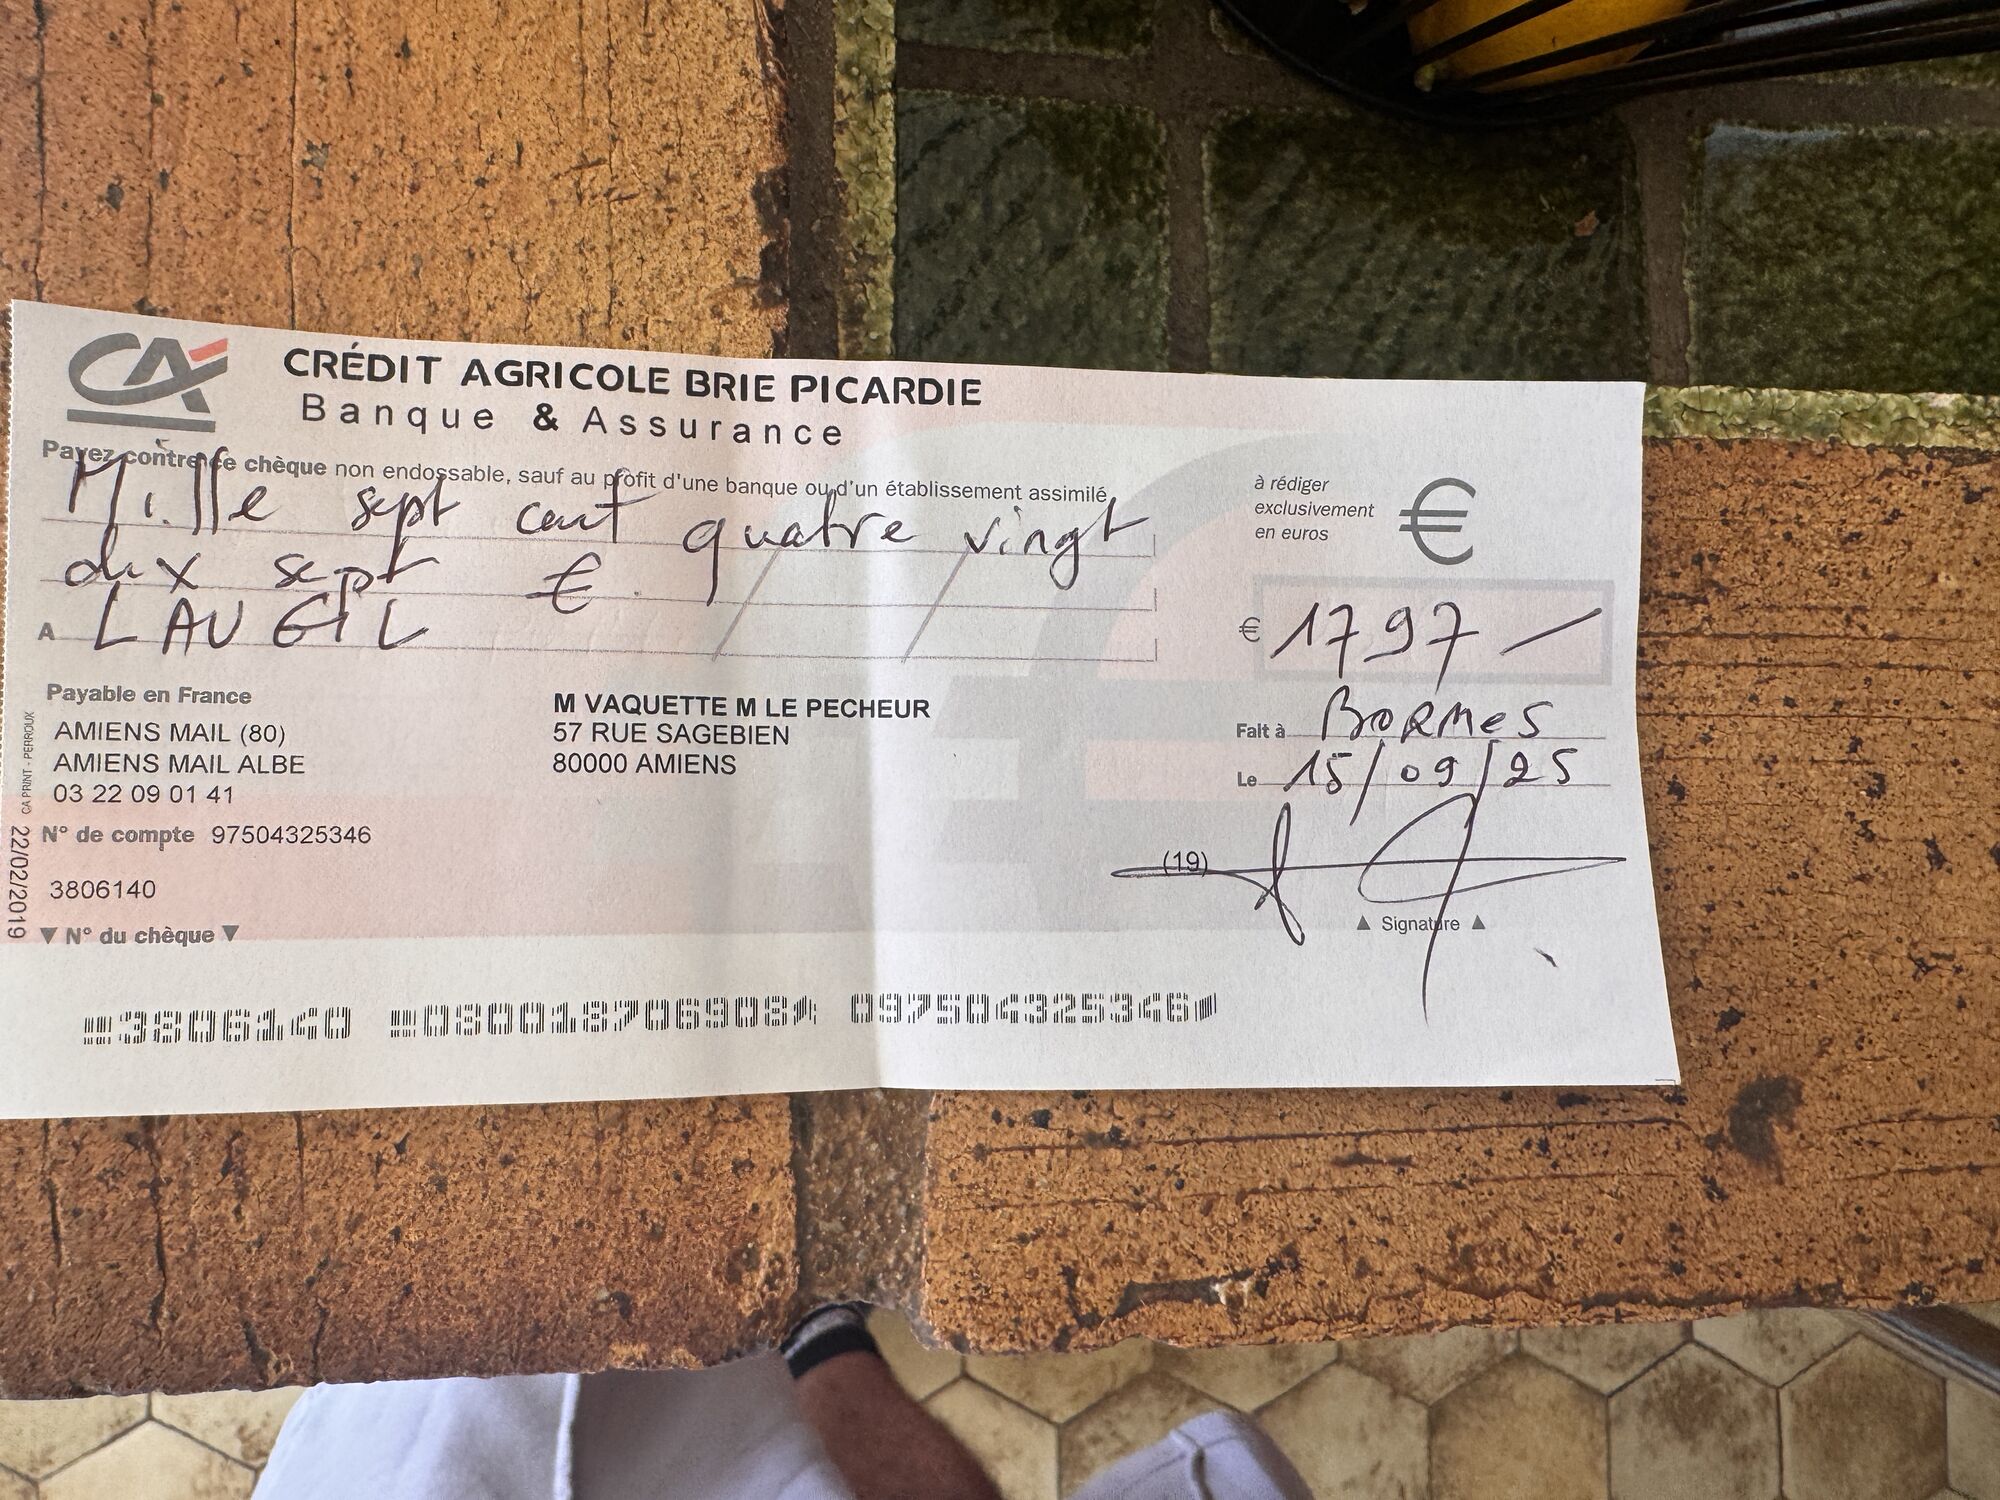 CA
CRÉDIT AGRICOLE BRIE PICARDIE
Banque & Assurance
Payez contre ce chèque non endossable, sauf au profit d'une banque ou d'un établissement assimilé
à rédiger
exclusivement
en euros
€
Mille sept cent quatre vingt
dix sept €
A LAUGIL
€ 1797 —
Payable en France
AMIENS MAIL (80)
AMIENS MAIL ALBE
03 22 09 01 41
M VAQUETTE M LE PECHEUR
57 RUE SAGEBIEN
80000 AMIENS
Fait à BORMES
Le 15/09/25
N° de compte 97504325346
3806140
▼ N° du chèque ▼
(19)
▲ Signature ▲
CA PRINT - PERROUX
22/02/2019
3806140 080018706908 097504325346